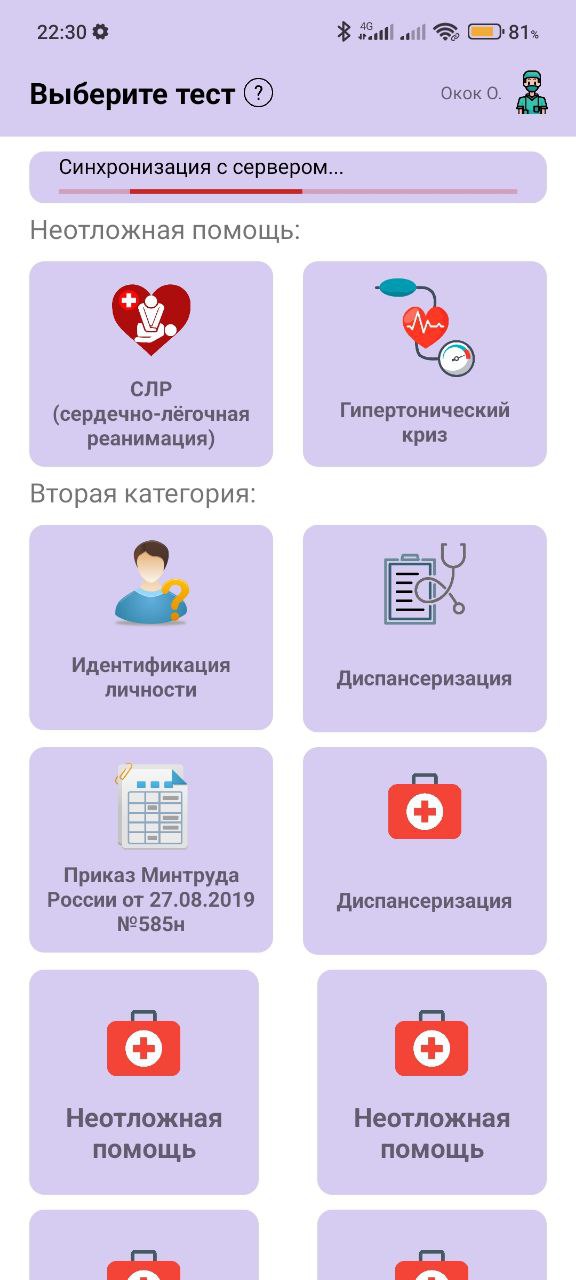 22:30
4G
81%
Выберите тест ?
Окок О.
Синхронизация с сервером...
Неотложная помощь:
СЛР
(сердечно-лёгочная
реанимация)
Гипертонический
криз
Вторая категория:
Идентификация
личности
Диспансеризация
Приказ Минтруда
России от 27.08.2019
№585н
Диспансеризация
Неотложная
помощь
Неотложная
помощь